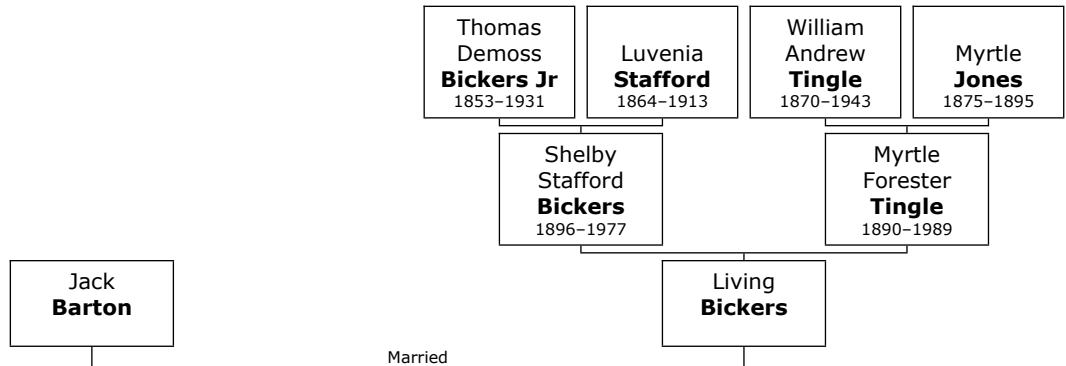 Thomas
Demoss
Bickers Jr
1853–1931
Luvenia
Stafford
1864–1913
William
Andrew
Tingle
1870–1943
Myrtle
Jones
1875–1895
Shelby
Stafford
Bickers
1896–1977
Myrtle
Forester
Tingle
1890–1989
Jack
Barton
Living
Bickers
Married